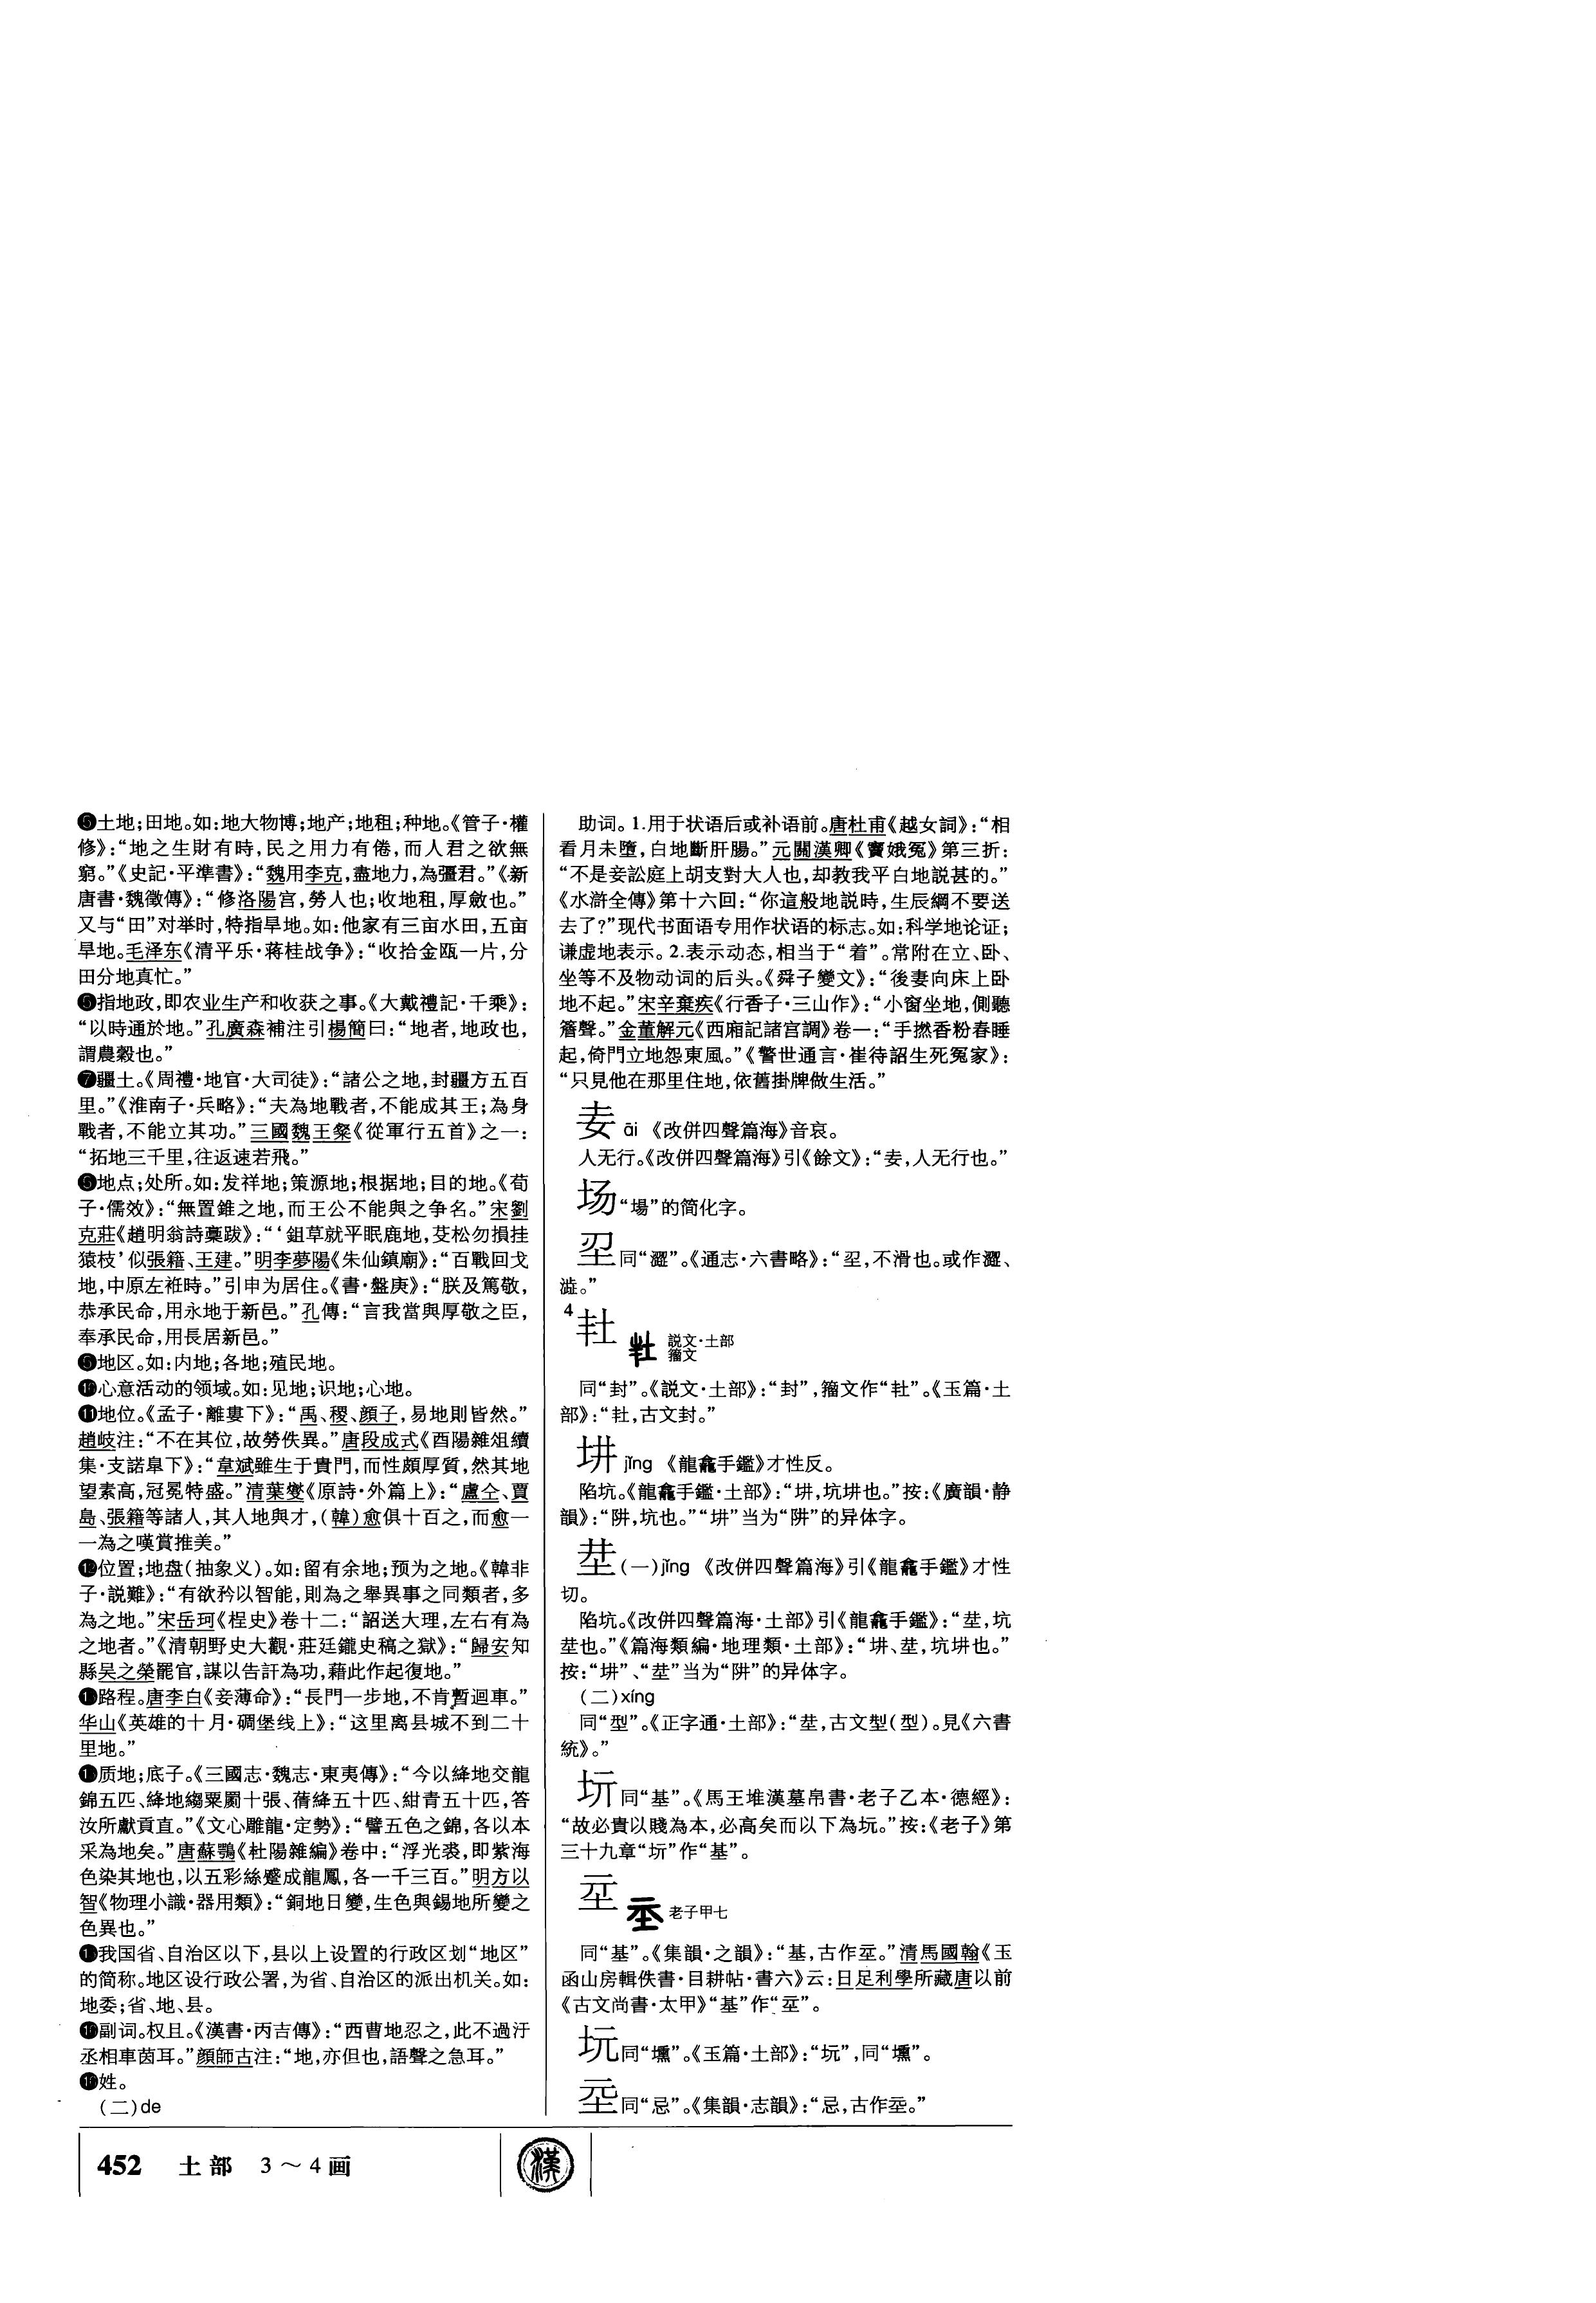 ❺土地;田地。如:地大物博;地产;地租;种地。《管子·權
修》:“地之生財有時,民之用力有倦,而人君之欲無
窮。”《史記·平準書》:“魏用李克,盡地力,為彊君。”《新
唐書·魏徵傳》:“修洛陽宫,勞人也;收地租,厚斂也。”
又与“田”对举时,特指旱地。如:他家有三亩水田,五亩
旱地。毛泽东《清平乐·蒋桂战争》:“收拾金瓯一片,分
田分地真忙。”
❺指地政,即农业生产和收获之事。《大戴禮記·千乘》:
“以時通於地。”孔廣森補注引楊簡曰:“地者,地政也,
謂農穀也。”
❼疆土。《周禮·地官·大司徒》:“諸公之地,封疆方五百
里。”《淮南子·兵略》:“夫為地戰者,不能成其王;為身
戰者,不能立其功。”三國魏王粲《從軍行五首》之一:
“拓地三千里,往返速若飛。”
❺地点;处所。如:发祥地;策源地;根据地;目的地。《荀
子·儒效》:“無置錐之地,而王公不能與之争名。”宋劉
克莊《趙明翁詩稾跋》:“‘鉏草就平眠鹿地,芟松勿損挂
猿枝’似張籍、王建。”明李夢陽《朱仙鎮廟》:“百戰回戈
地,中原左袵時。”引申为居住。《書·盤庚》:“朕及篤敬,
恭承民命,用永地于新邑。”孔傳:“言我當與厚敬之臣,
奉承民命,用長居新邑。”
❺地区。如:内地;各地;殖民地。
❿心意活动的领域。如:见地;识地;心地。
⓫地位。《孟子·離婁下》:“禹、稷、顔子,易地則皆然。”
趙岐注:“不在其位,故勞佚異。”唐段成式《酉陽雜俎續
集·支諾臯下》:“韋斌雖生于貴門,而性頗厚質,然其地
望素高,冠冕特盛。”清葉燮《原詩·外篇上》:“盧仝、賈
島、張籍等諸人,其人地與才,(韓)愈俱十百之,而愈一
一為之嘆賞推美。”
⓬位置;地盘(抽象义)。如:留有余地;预为之地。《韓非
子·説難》:“有欲矜以智能,則為之舉異事之同類者,多
為之地。”宋岳珂《桯史》卷十二:“詔送大理,左右有為
之地者。”《清朝野史大觀·莊廷鑨史稿之獄》:“歸安知
縣吴之榮罷官,謀以告訐為功,藉此作起復地。”
❶路程。唐李白《妾薄命》:“長門一步地,不肯暫迴車。”
华山《英雄的十月·碉堡线上》:“这里离县城不到二十
里地。”
❶质地;底子。《三國志·魏志·東夷傳》:“今以絳地交龍
錦五匹、絳地縐粟罽十張、蒨絳五十匹、紺青五十匹,答
汝所獻貢直。”《文心雕龍·定勢》:“譬五色之錦,各以本
采為地矣。”唐蘇鶚《杜陽雜编》卷中:“浮光裘,即紫海
色染其地也,以五彩絲蹙成龍鳳,各一千三百。”明方以
智《物理小識·器用類》:“銅地日變,生色與錫地所變之
色異也。”
❶我国省、自治区以下,县以上设置的行政区划“地区”
的简称。地区设行政公署,为省、自治区的派出机关。如:
地委;省、地、县。
❿副词。权且。《漢書·丙吉傳》:“西曹地忍之,此不過汙
丞相車茵耳。”顔師古注:“地,亦但也,語聲之急耳。”
❿姓。
(二)de
助词。1.用于状语后或补语前。唐杜甫《越女詞》:“相
看月未墮,白地斷肝腸。”元關漢卿《竇娥冤》第三折:
“不是妾訟庭上胡支對大人也,却教我平白地説甚的。”
《水滸全傳》第十六回:“你這般地説時,生辰綱不要送
去了?”现代书面语专用作状语的标志。如:科学地论证;
谦虚地表示。2.表示动态,相当于“着”。常附在立、卧、
坐等不及物动词的后头。《舜子變文》:“後妻向床上卧
地不起。”宋辛棄疾《行香子·三山作》:“小窗坐地,側聽
簷聲。”金董解元《西廂記諸宫調》卷一:“手撚香粉春睡
起,倚門立地怨東風。”《警世通言·崔待詔生死冤家》:
“只見他在那里住地,依舊掛牌做生活。”
𡊋 āi 《改併四聲篇海》音哀。
人无行。《改併四聲篇海》引《餘文》:“,人无行也。”
场 “場”的简化字。
㘹 同“澀”。《通志·六書略》:“㘹,不滑也。或作澀、
澁。”
4 𡉘 説文·土部
籀文
同“封”。《説文·土部》:“封”,籀文作“𡉘”。《玉篇·土
部》:“𡉘,古文封。”
垪 jǐng 《龍龕手鑑》才性反。
陷坑。《龍龕手鑑·土部》:“,坑也。”按:《廣韻·静
韻》:“阱,坑也。”“”当为“阱”的异体字。
(一)jǐng 《改併四聲篇海》引《龍龕手鑑》才性
切。
陷坑。《改併四聲篇海·土部》引《龍龕手鑑》:“,坑
也。”《篇海類编·地理類·土部》:“、,坑也。”
按:“”、“”当为“阱”的异体字。
(二)xíng
同“型”。《正字通·土部》:“,古文型(型)。見《六書
統》。”
同“基”。《馬王堆漢墓帛書·老子乙本·德經》:
“故必貴以賤為本,必高矣而以下為。”按:《老子》第
三十九章“”作“基”。
老子甲七
同“基”。《集韻·之韻》:“基,古作。”清馬國翰《玉
函山房輯佚書·目耕帖·書六》云:日足利學所藏唐以前
《古文尚書·太甲》“基”作“”。
坃 同“壎”。《玉篇·土部》:“坃”,同“壎”。
同“忌”。《集韻·志韻》:“忌,古作。”
452 土部 3～4画
漢